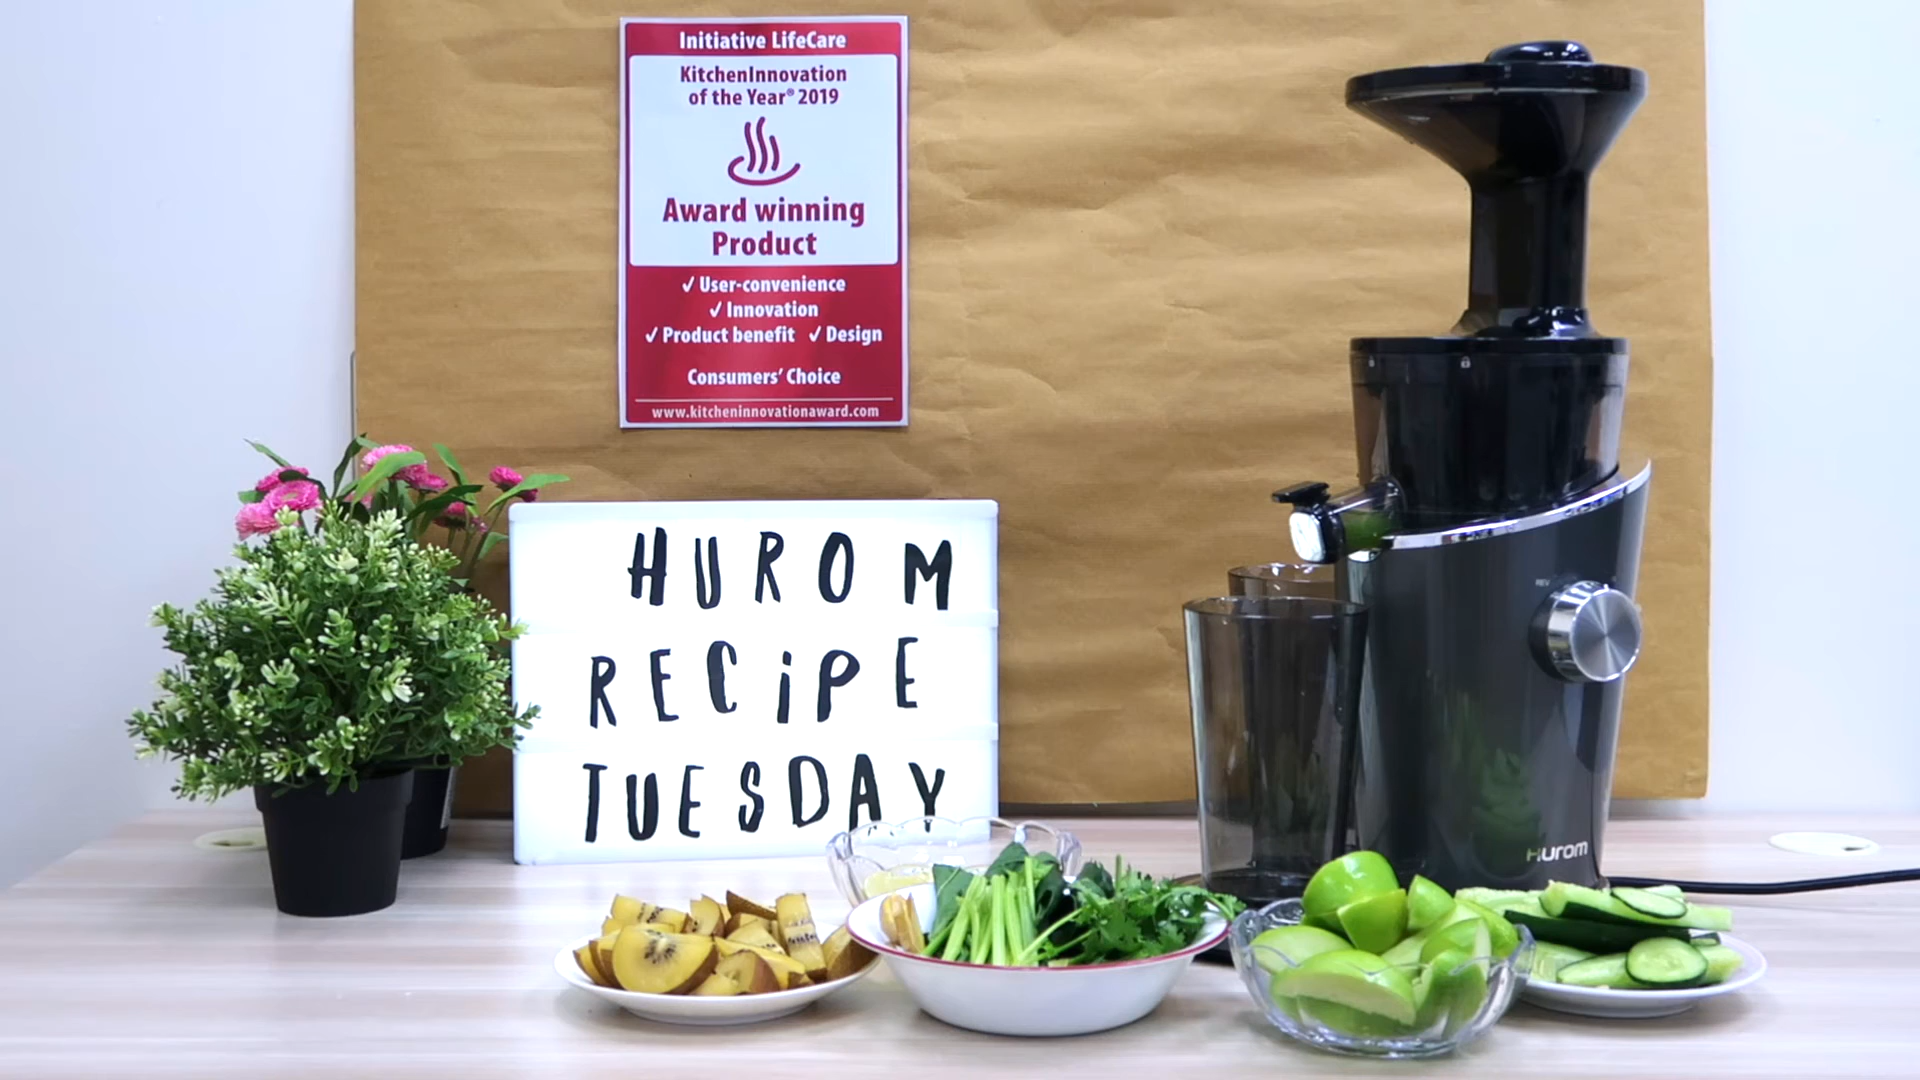 Initiative LifeCare
KitchenInnovation
of the Year® 2019
Award winning
Product
✓ User-convenience
✓ Innovation
✓ Product benefit ✓ Design
Consumers' Choice
www.kitcheninnovationaward.com
HUROM
RECiPE
TUESDAY
REV
Hurom